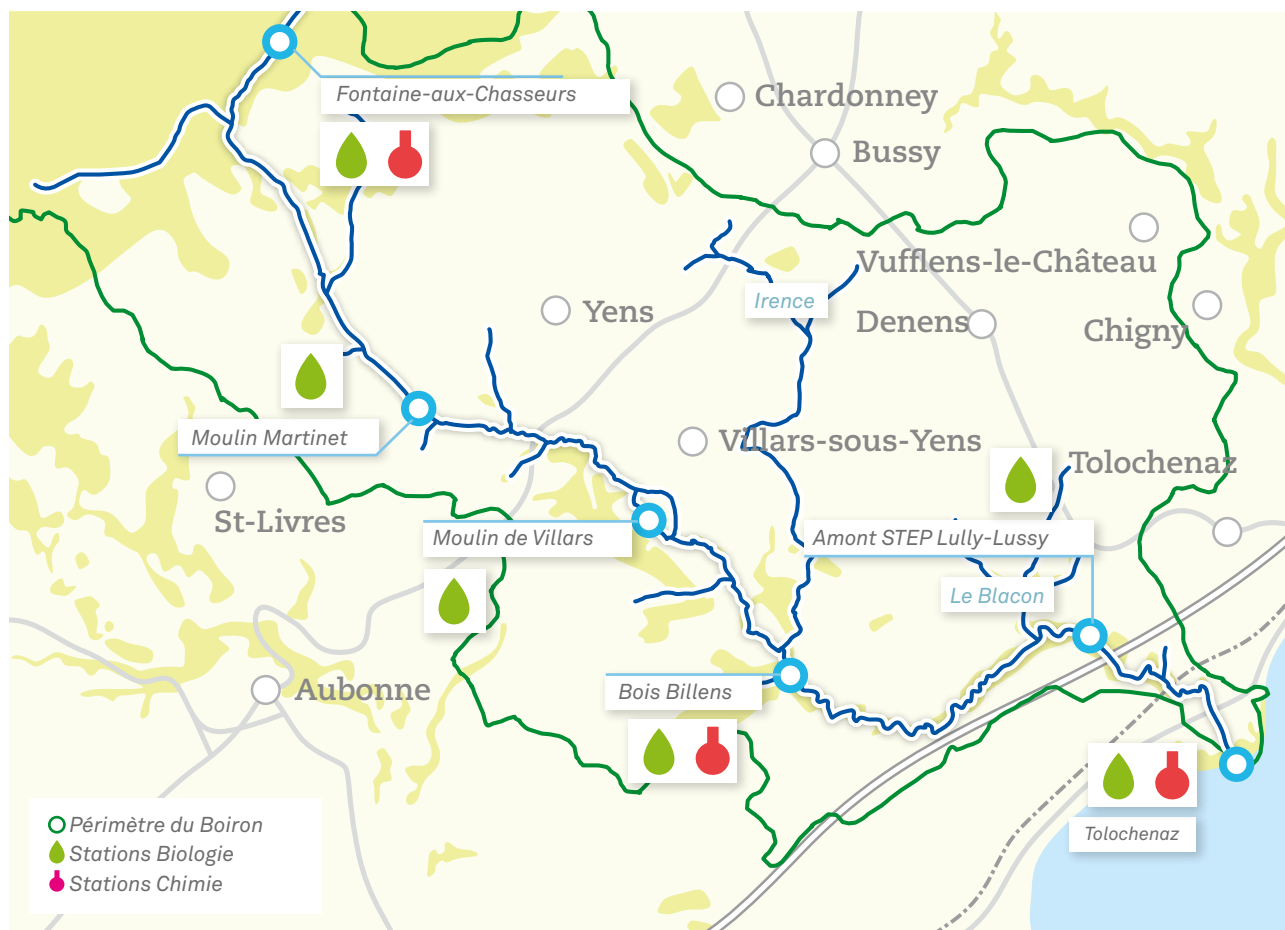 Fontaine-aux-Chasseurs
Chardonney
Bussy
Vufflens-le-Château
Irence
Yens
Denens
Chigny
Moulin Martinet
Villars-sous-Yens
Tolochenaz
St-Livres
Moulin de Villars
Amont STEP Lully-Lussy
Le Blacon
Aubonne
Bois Billens
Tolochenaz
Périmètre du Boiron
Stations Biologie
Stations Chimie